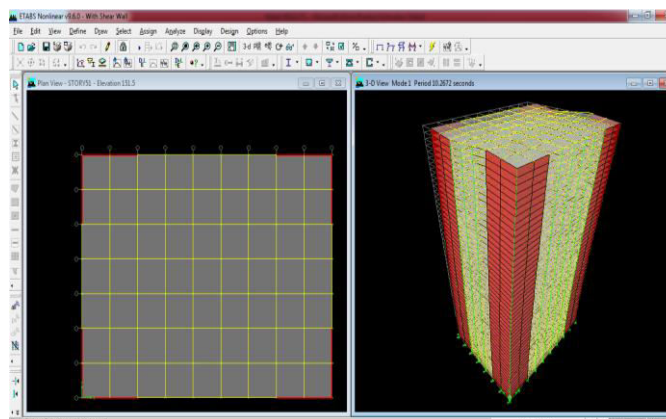 ETABS Nonlinear v9.6.0 - With Shear Wall
File Edit View Define Draw Select Assign Analyze Display Design Options Help
Plan View - STORY51 - Elevation 151.5
3-D View Mode 1 Period 10.2672 seconds